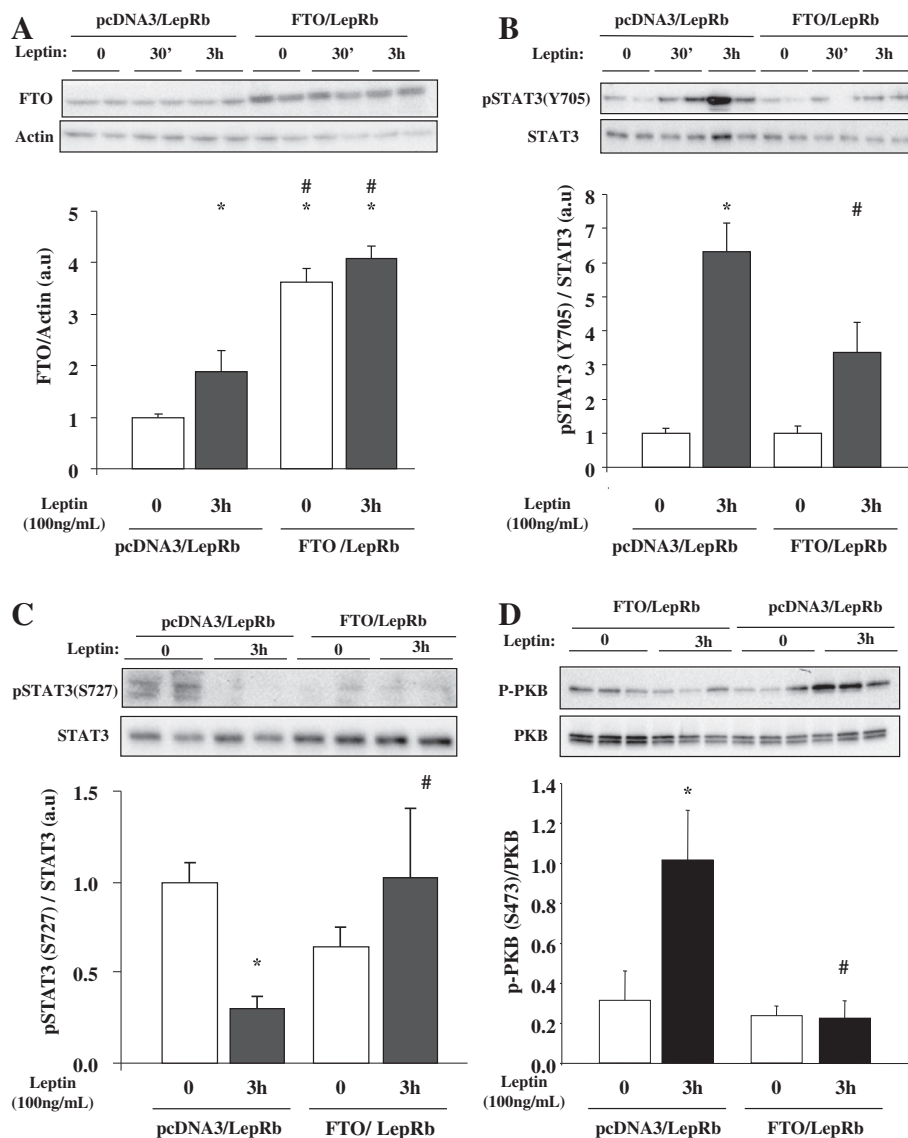 A
pcDNA3/LepRb FTO/LepRb
Leptin: 0 30’ 3h 0 30’ 3h
FTO
Actin
FTO/Actin (a.u)
5
4
3
2
1
0
* # * # *
Leptin (100ng/mL) 0 3h 0 3h
pcDNA3/LepRb FTO/LepRb
B
pcDNA3/LepRb FTO/LepRb
Leptin: 0 30’ 3h 0 30’ 3h
pSTAT3(Y705)
STAT3
pSTAT3 (Y705) / STAT3 (a.u)
8
7
6
5
4
3
2
1
0
* #
Leptin (100ng/mL) 0 3h 0 3h
pcDNA3/LepRb FTO/LepRb
C
pcDNA3/LepRb FTO/LepRb
Leptin: 0 3h 0 3h
pSTAT3(S727)
STAT3
pSTAT3 (S727) / STAT3 (a.u)
1.5
1.0
0.5
0.0
* #
Leptin (100ng/mL) 0 3h 0 3h
pcDNA3/LepRb FTO/ LepRb
D
FTO/LepRb pcDNA3/LepRb
Leptin: 0 3h 0 3h
P-PKB
PKB
p-PKB (S473)/PKB
1.4
1.2
1.0
0.8
0.6
0.4
0.2
0.0
* #
Leptin (100ng/mL) 0 3h 0 3h
pcDNA3/LepRb FTO/LepRb